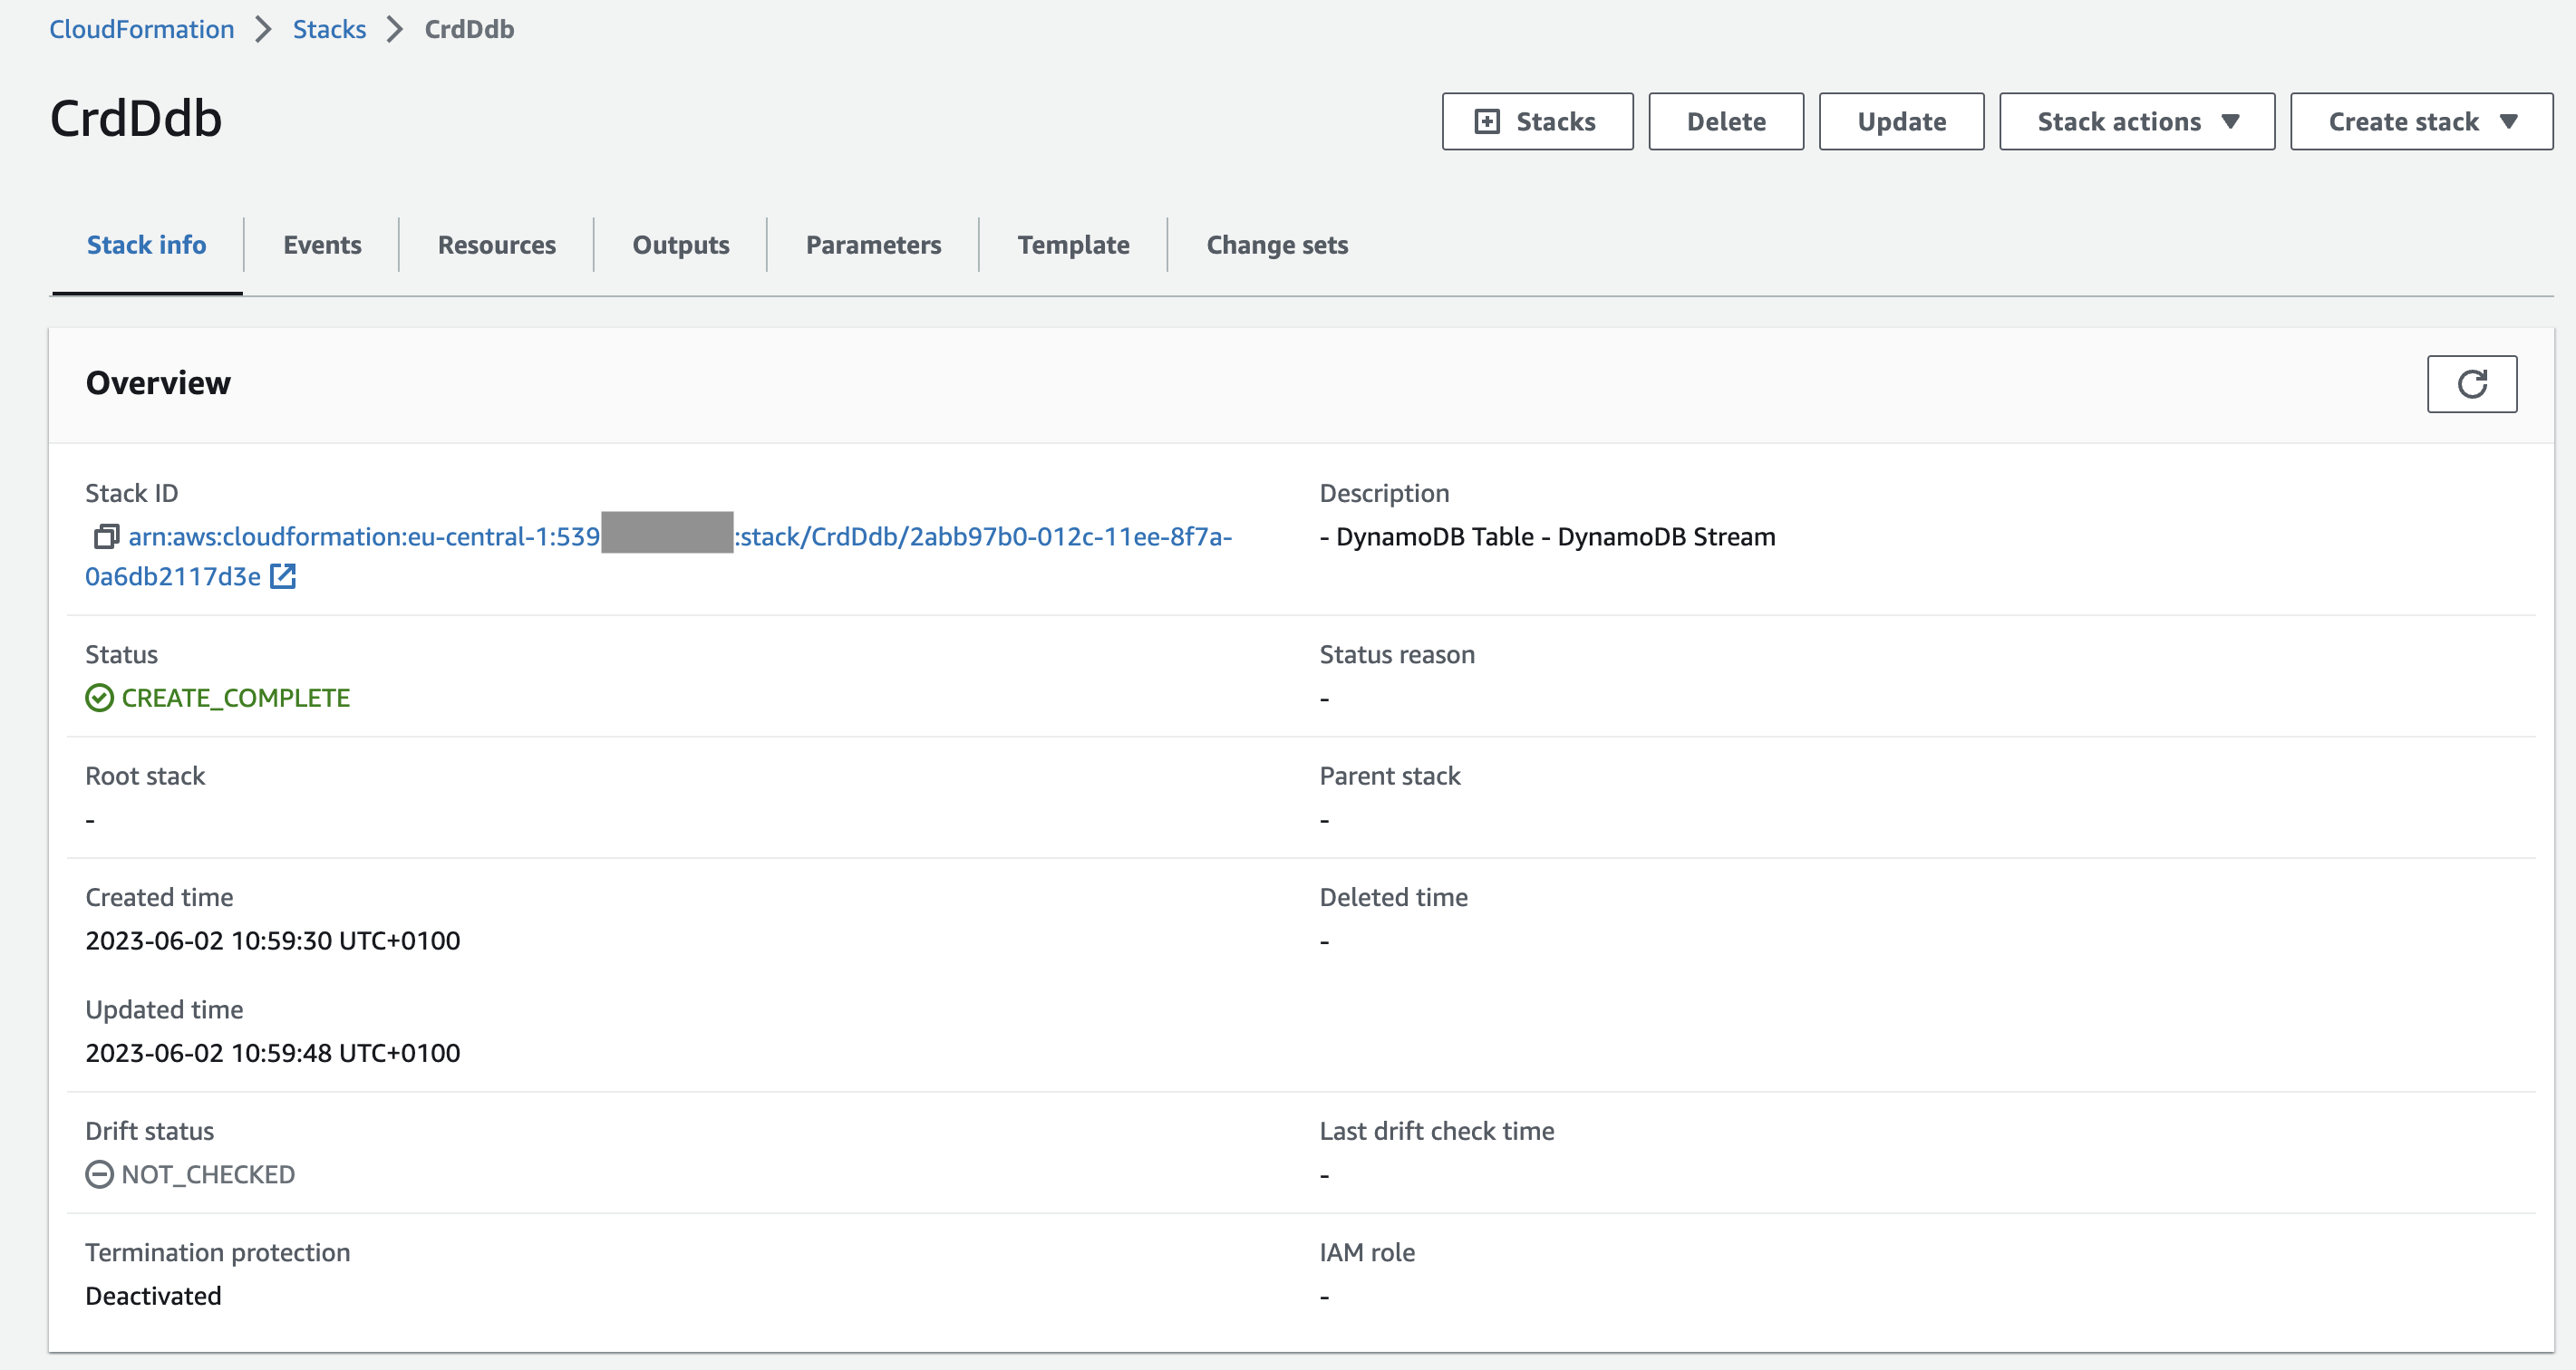 CloudFormation > Stacks > CrdDdb
CrdDdb
Stacks Delete Update Stack actions Create stack
Stack info Events Resources Outputs Parameters Template Change sets
Overview
Stack ID
arn:aws:cloudformation:eu-central-1:539 :stack/CrdDdb/2abb97b0-012c-11ee-8f7a-
0a6db2117d3e
Description
- DynamoDB Table - DynamoDB Stream
Status
CREATE_COMPLETE
Status reason
-
Root stack
-
Parent stack
-
Created time
2023-06-02 10:59:30 UTC+0100
Deleted time
-
Updated time
2023-06-02 10:59:48 UTC+0100
Drift status
NOT_CHECKED
Last drift check time
-
Termination protection
Deactivated
IAM role
-